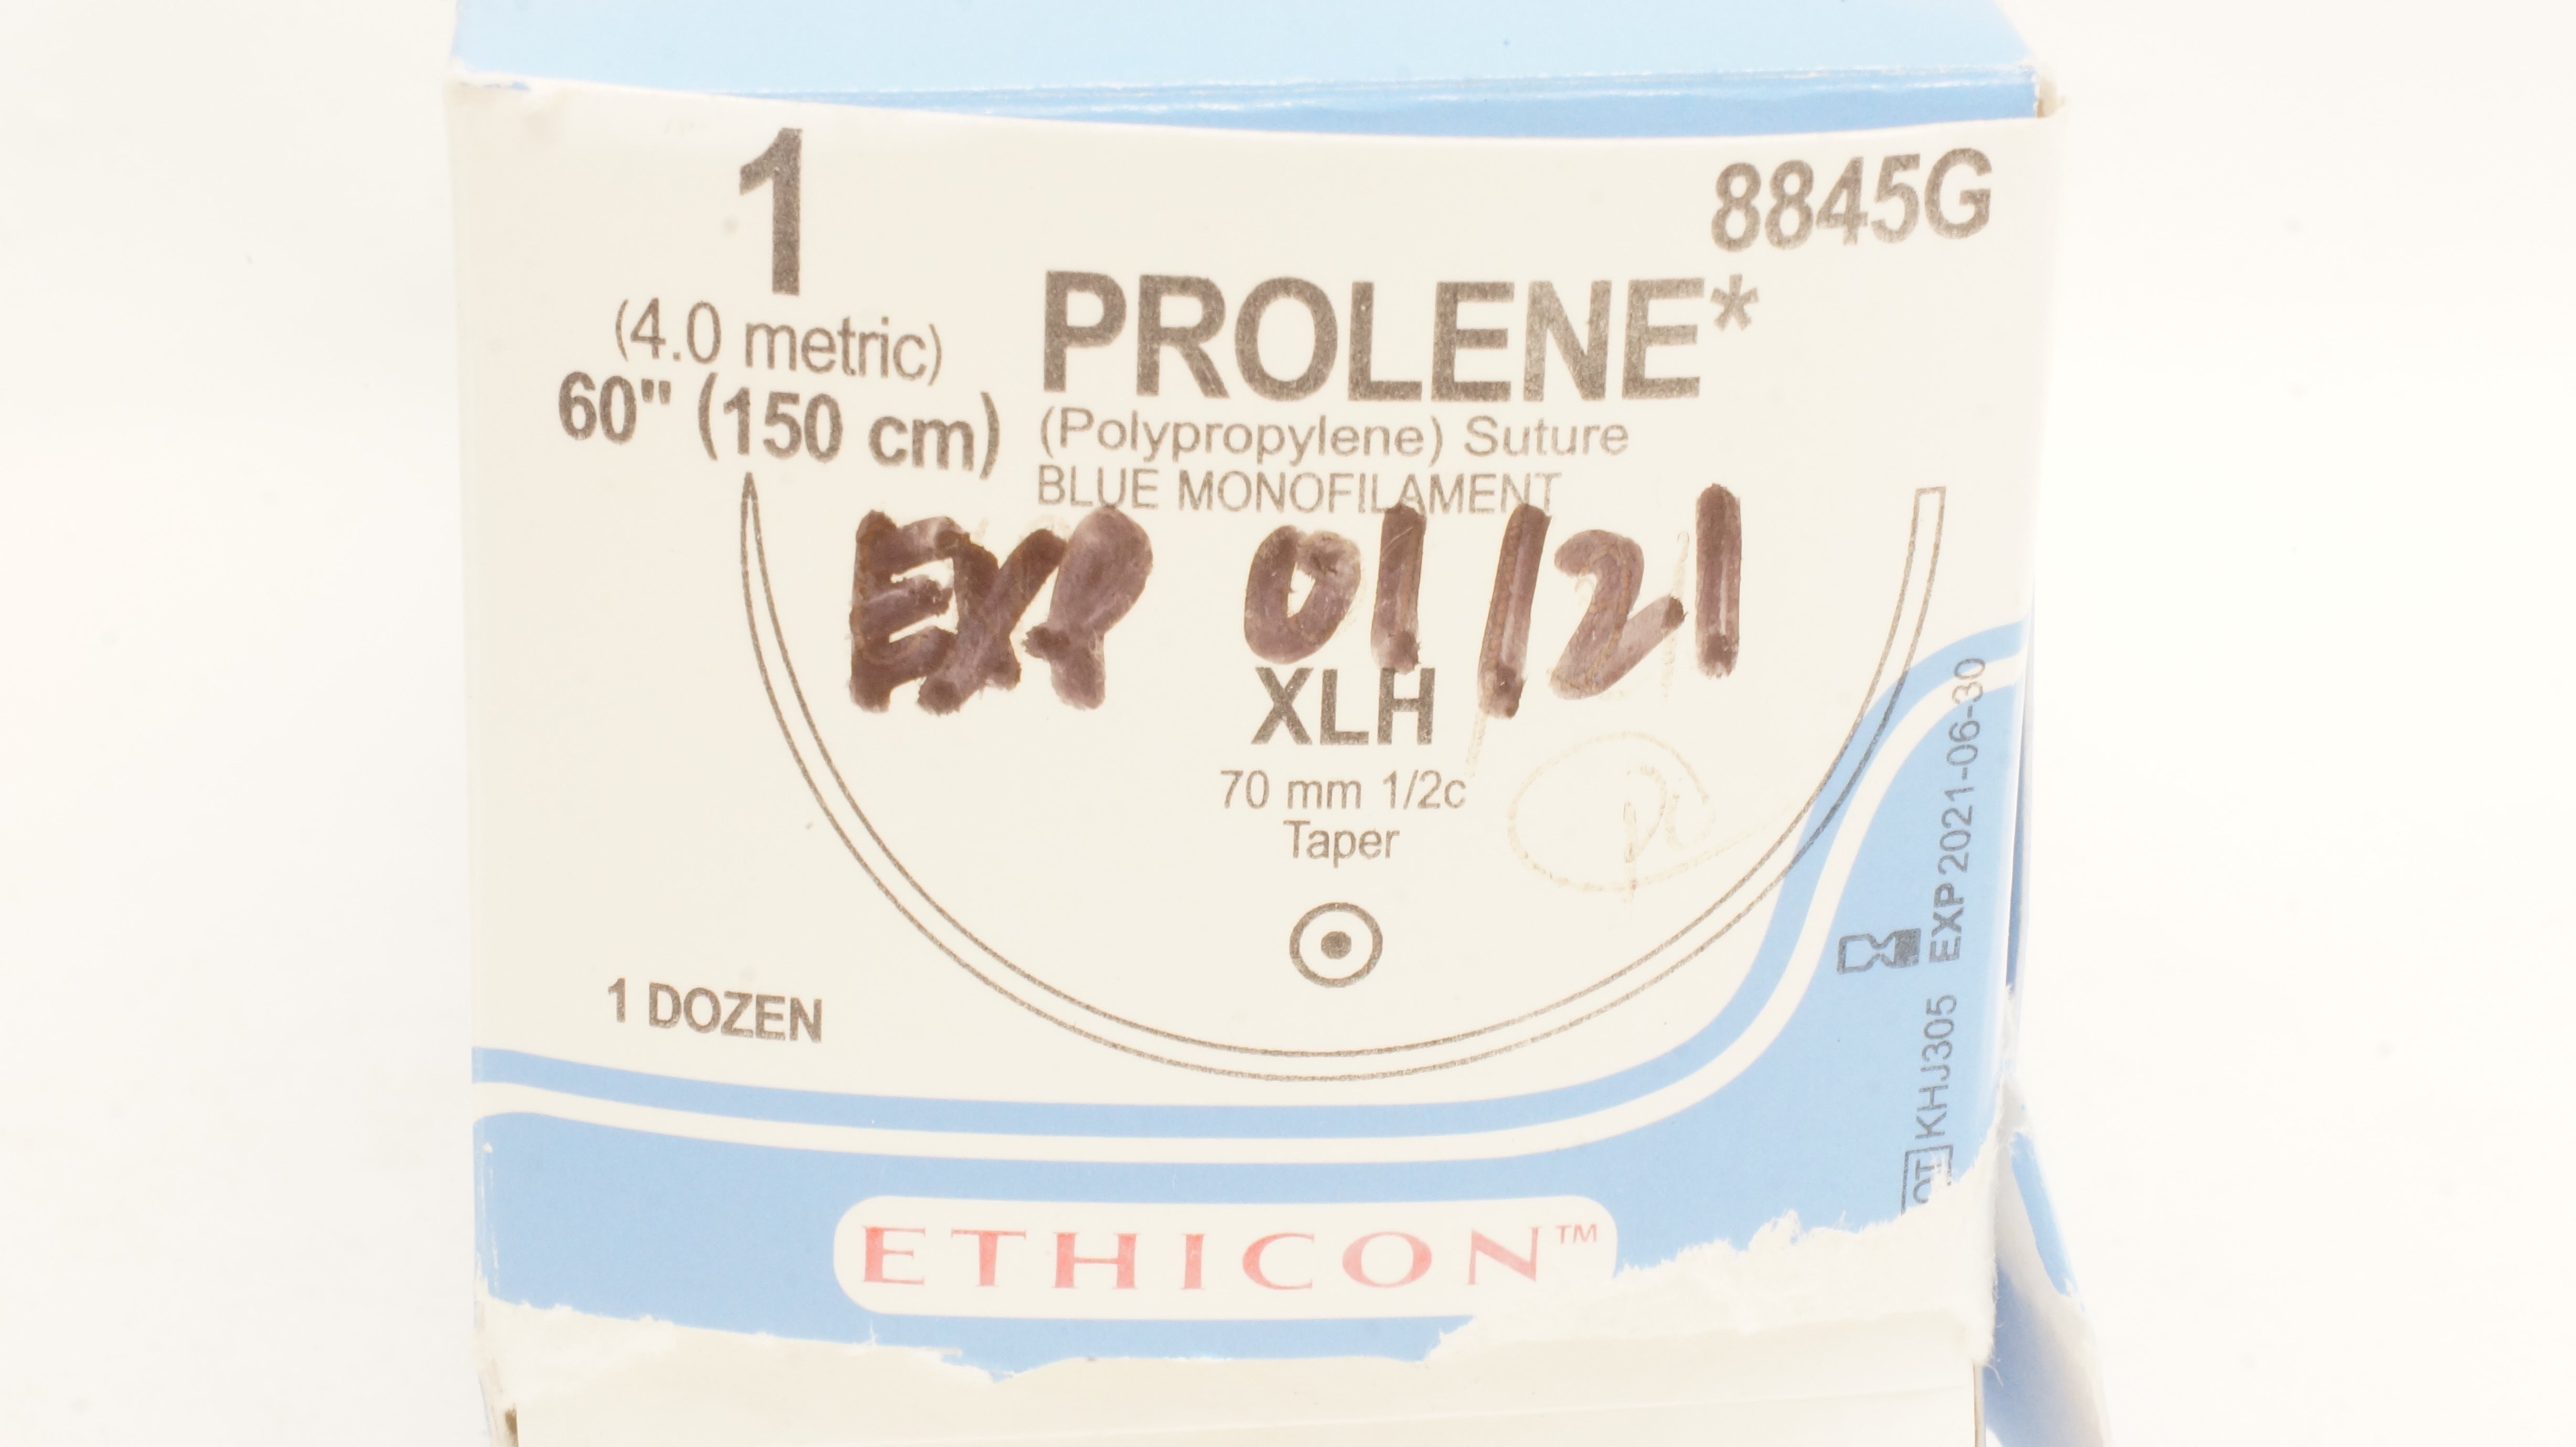 1
8845G
(4.0 metric)
60" (150 cm)
PROLENE*
(Polypropylene) Suture
BLUE MONOFILAMENT
EXP 01/21
XLH
70 mm 1/2c
Taper
1 DOZEN
EXP 2021-06-30
KHJ305
ETHICON™